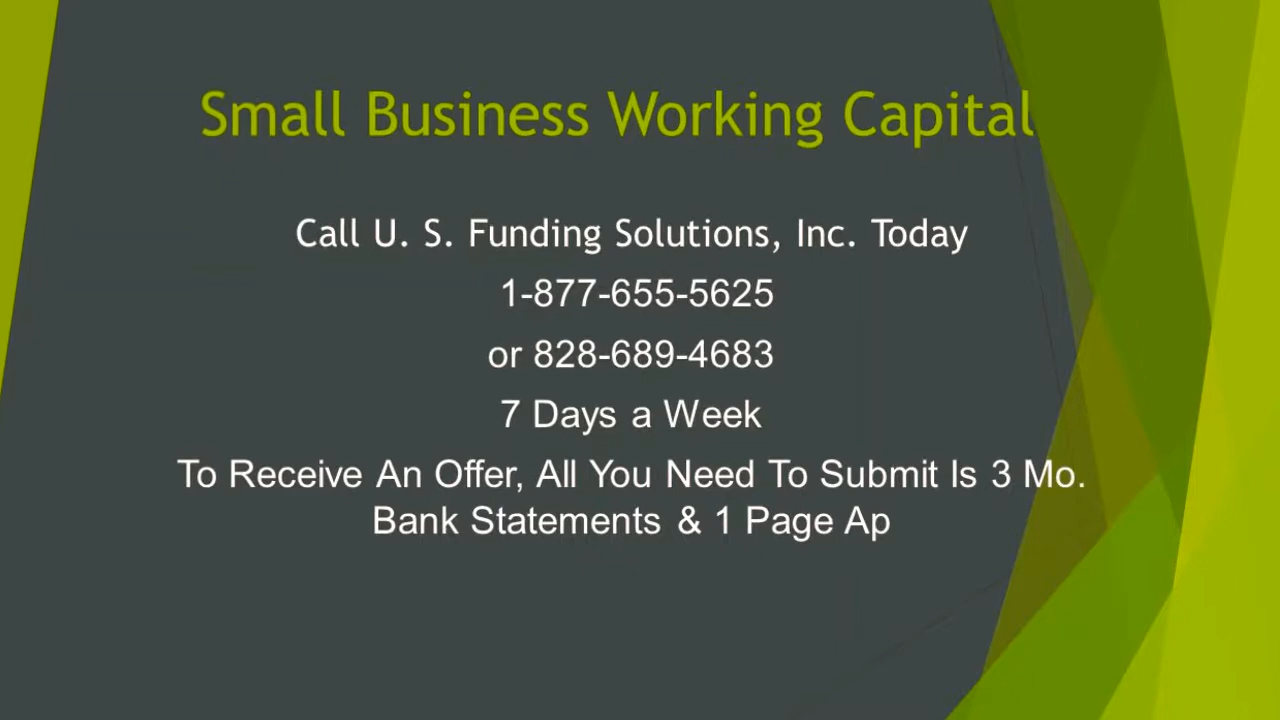 Small Business Working Capital
Call U. S. Funding Solutions, Inc. Today
1-877-655-5625
or 828-689-4683
7 Days a Week
To Receive An Offer, All You Need To Submit Is 3 Mo.
Bank Statements & 1 Page Ap